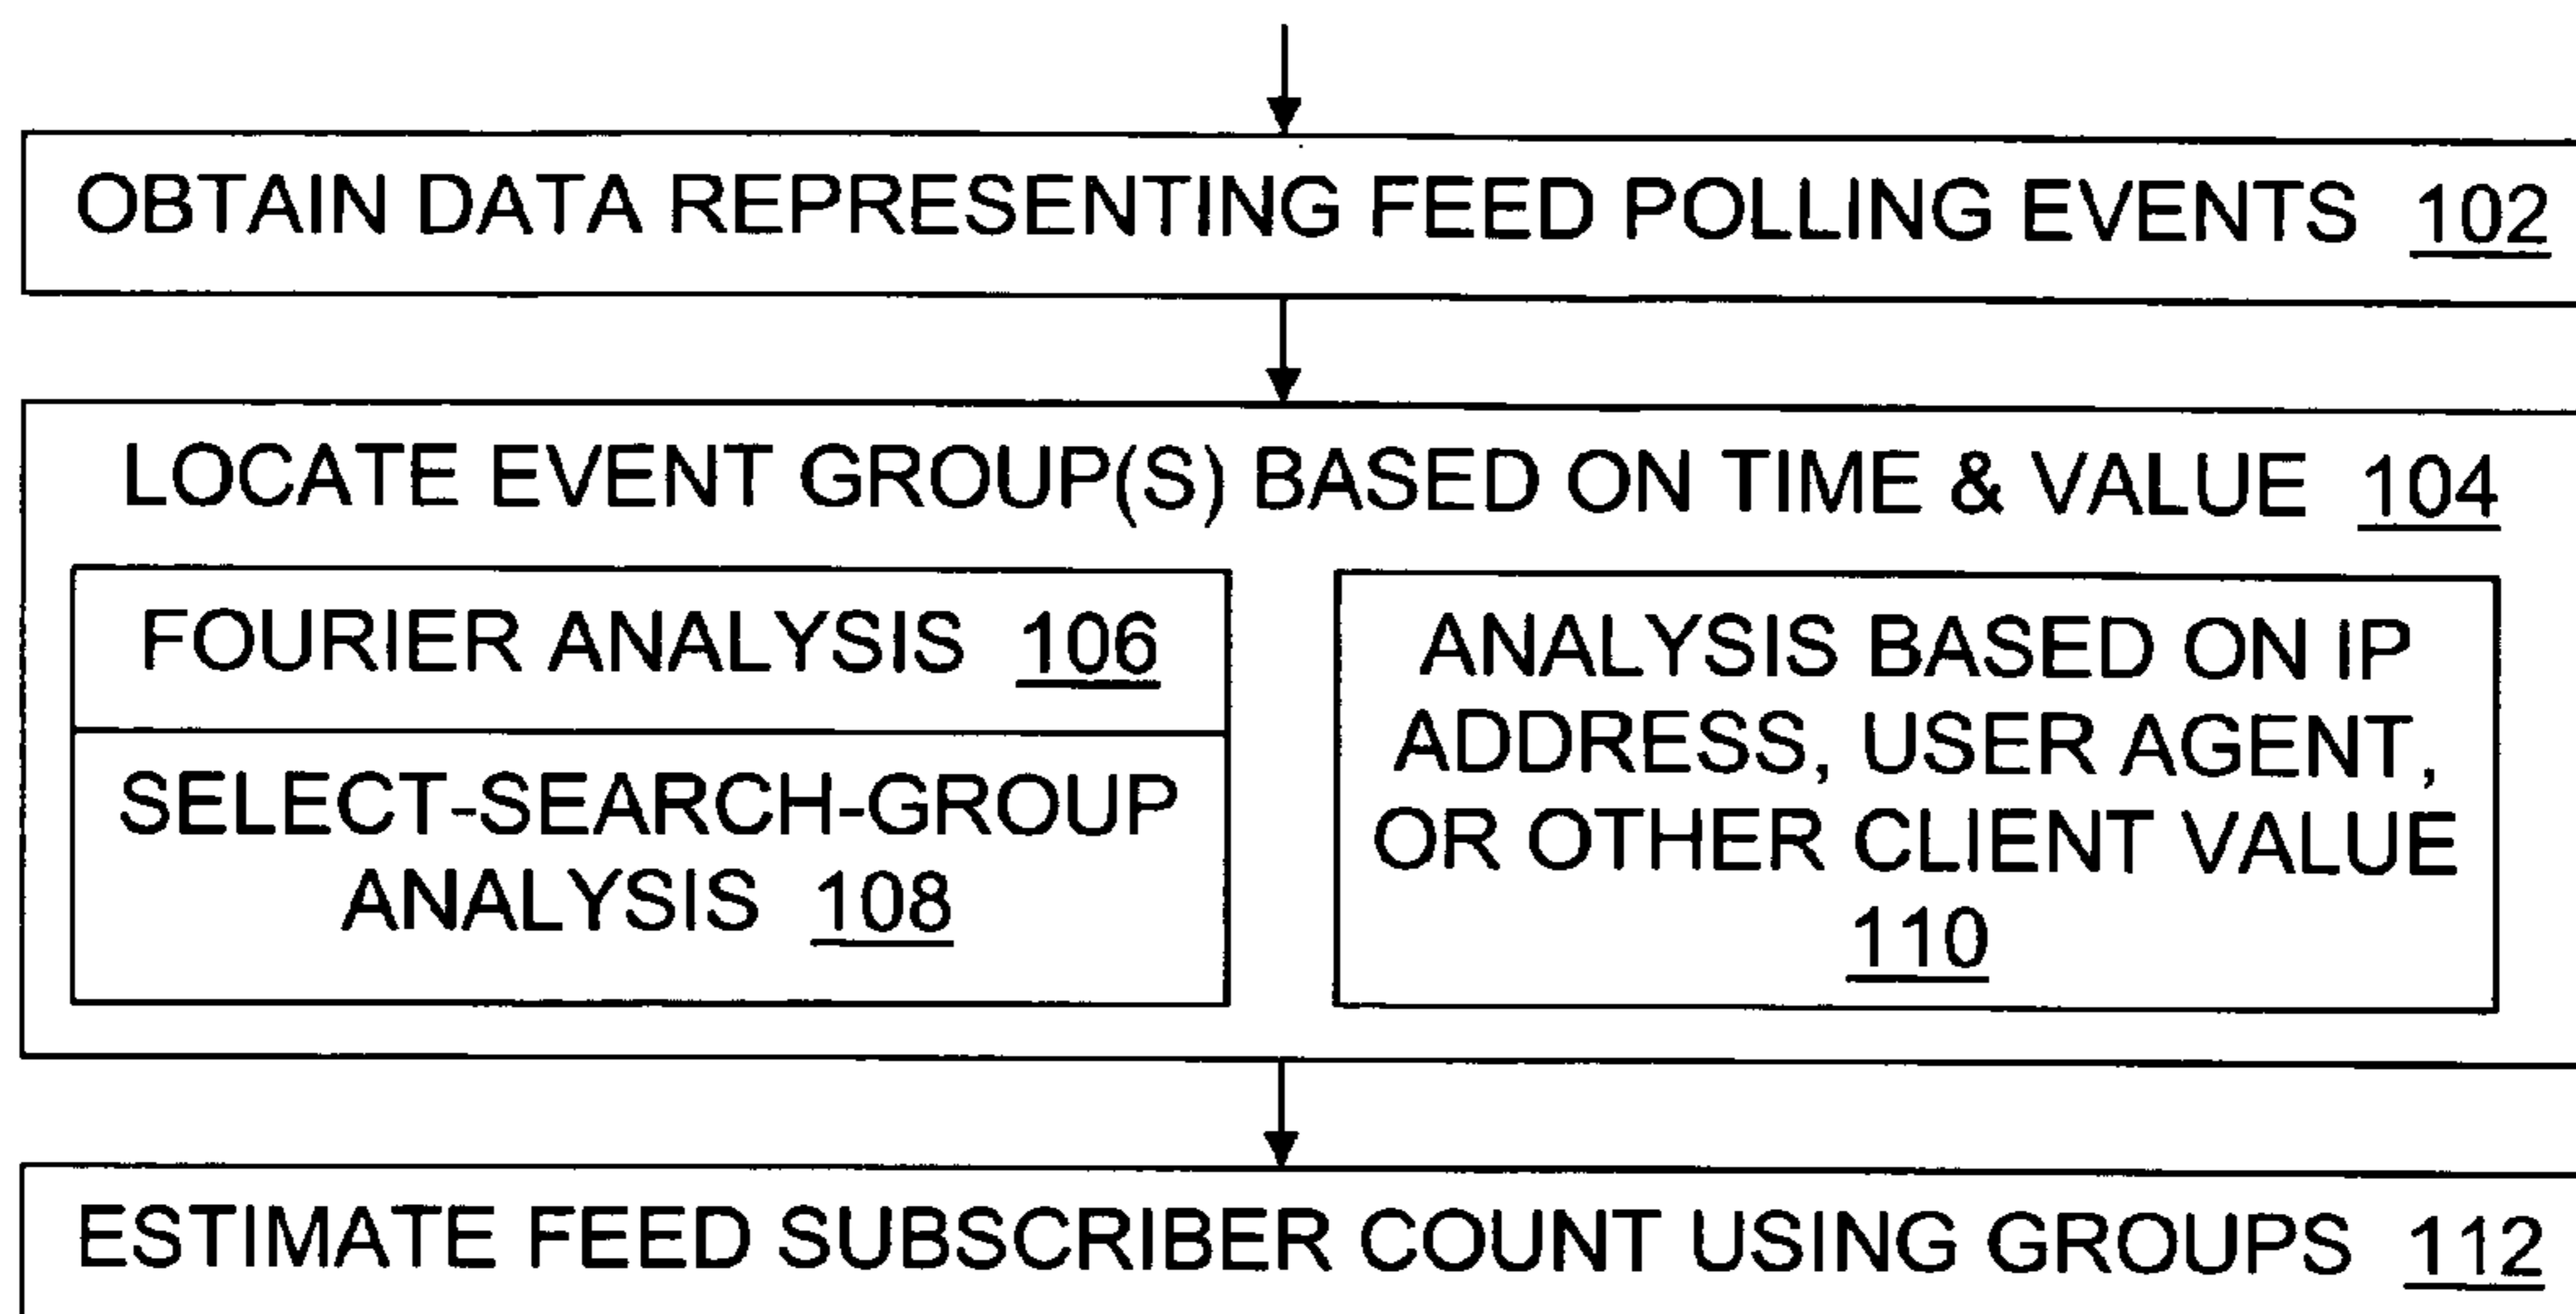 OBTAIN DATA REPRESENTING FEED POLLING EVENTS 102
LOCATE EVENT GROUP(S) BASED ON TIME & VALUE 104
FOURIER ANALYSIS 106
SELECT-SEARCH-GROUP
ANALYSIS 108
ANALYSIS BASED ON IP
ADDRESS, USER AGENT,
OR OTHER CLIENT VALUE
110
ESTIMATE FEED SUBSCRIBER COUNT USING GROUPS 112